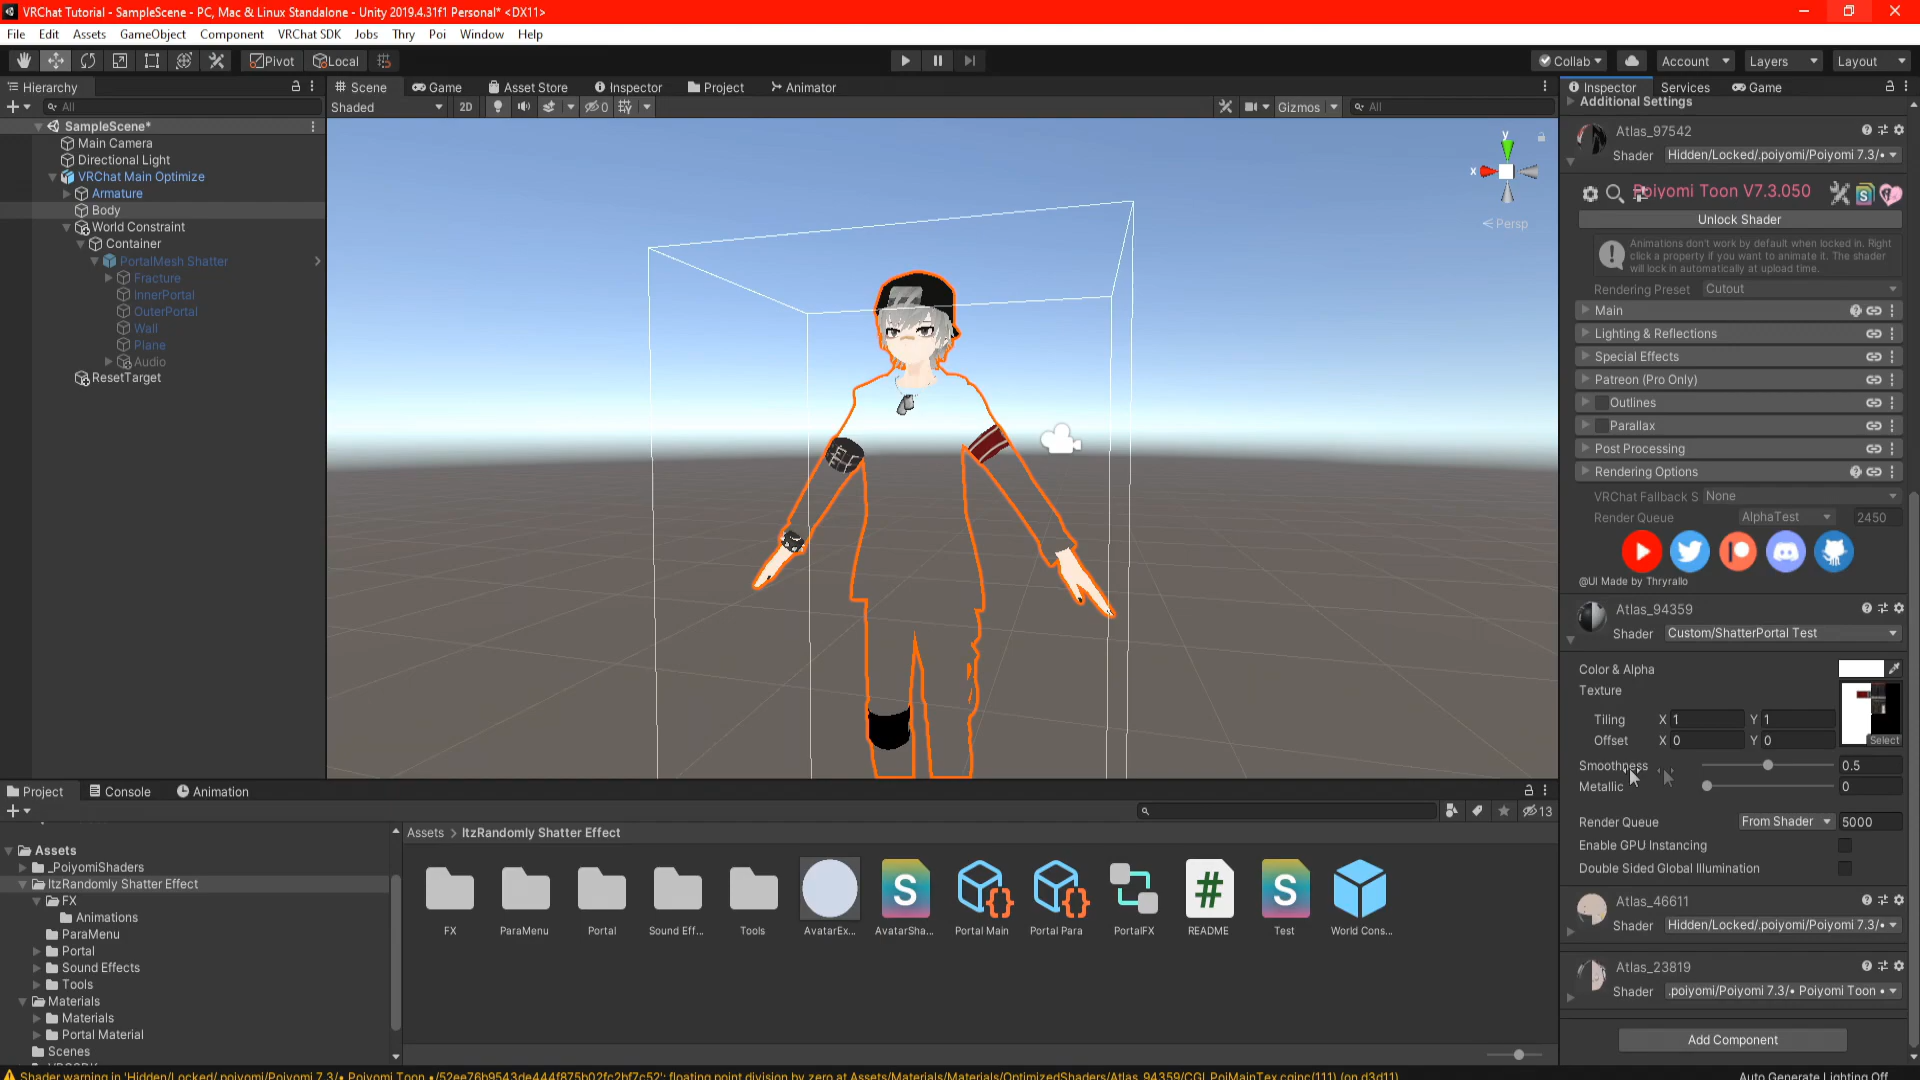 VRChat Tutorial - SampleScene - PC, Mac & Linux Standalone - Unity 2019.4.31f1 Personal* <DX11>
File Edit Assets GameObject Component VRChat SDK Jobs Thry Poi Window Help
Pivot Local Collab Account Layers Layout
Hierarchy
All
SampleScene*
Main Camera
Directional Light
VRChat Main Optimize
Armature
Body
World Constraint
Container
PortalMesh Shatter
Fracture
InnerPortal
OuterPortal
Wall
Plane
Audio
ResetTarget
Scene Game Asset Store Inspector Project Animator
Shaded 2D 0 Gizmos All
y
x
Persp
Inspector Services Game
Additional Settings
Atlas_97542
Shader Hidden/Locked/.poiyomi/Poiyomi 7.3/•
Poiyomi Toon V7.3.050
Unlock Shader
Animations don't work by default when locked in. Right
click a property if you want to animate it. The shader
will lock in automatically at upload time.
Rendering Preset Cutout
Main
Lighting & Reflections
Special Effects
Patreon (Pro Only)
Outlines
Parallax
Post Processing
Rendering Options
VRChat Fallback S None
Render Queue AlphaTest 2450
@UI Made by Thryrallo
Atlas_94359
Shader Custom/ShatterPortal Test
Color & Alpha
Texture
Tiling X 1 Y 1
Offset X 0 Y 0
Select
Smoothness 0.5
Metallic 0
Render Queue From Shader 5000
Enable GPU Instancing
Double Sided Global Illumination
Atlas_46611
Shader Hidden/Locked/.poiyomi/Poiyomi 7.3/•
Atlas_23819
Shader .poiyomi/Poiyomi 7.3/• Poiyomi Toon •
Add Component
Project Console Animation
13
Assets
_PoiyomiShaders
ItzRandomly Shatter Effect
FX
Animations
ParaMenu
Portal
Sound Effects
Tools
Materials
Materials
Portal Material
Scenes
Assets > ItzRandomly Shatter Effect
FX ParaMenu Portal Sound Eff... Tools AvatarEx... AvatarSha... Portal Main Portal Para PortalFX README Test World Cons...
Shader warning in 'Hidden/Locked/.poiyomi/Poiyomi 7.3/• Poiyomi Toon •/52ee76b9543de444f875b02fc2bf7c52': floating point division by zero at Assets/Materials/Materials/OptimizedShaders/Atlas_94359/CGI_PoiMainTex.cginc(111) (on d3d11)
Auto Generate Lighting Off